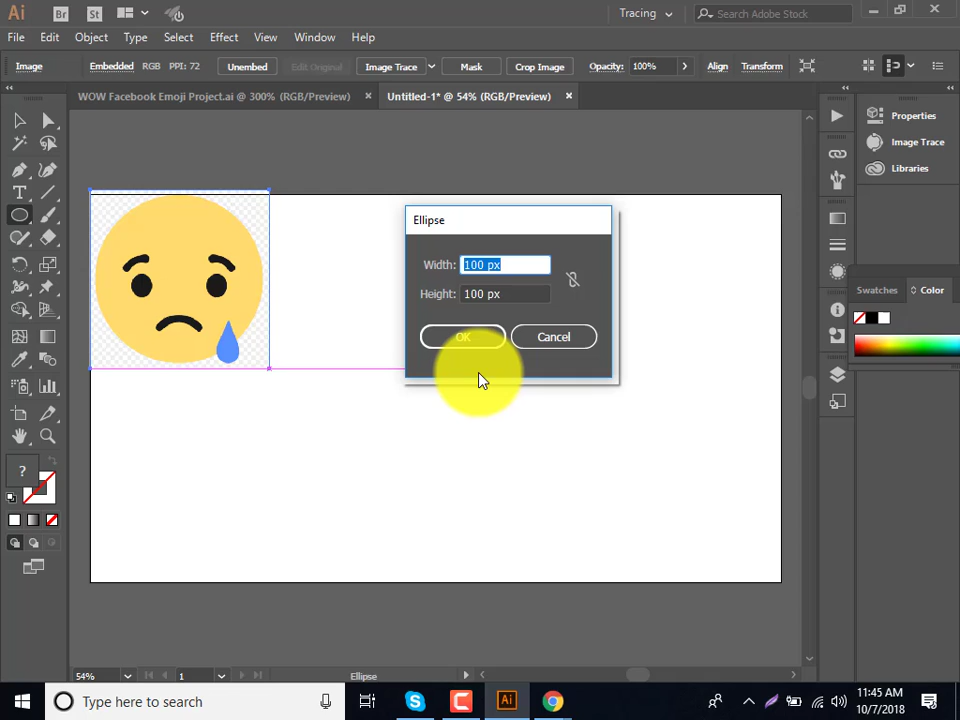 Ai
Br
St
Tracing
Search Adobe Stock
File Edit Object Type Select Effect View Window Help
Image Embedded RGB PPI: 72 Unembed Edit Original Image Trace Mask Crop Image Opacity: 100% Align Transform
WOW Facebook Emoji Project.ai @ 300% (RGB/Preview) × Untitled-1* @ 54% (RGB/Preview) ×
Properties
Image Trace
Libraries
Ellipse
Width: 100 px
Height: 100 px
OK Cancel
Swatches Color
?
54% 1 Ellipse
Type here to search
Ai
11:45 AM
10/7/2018